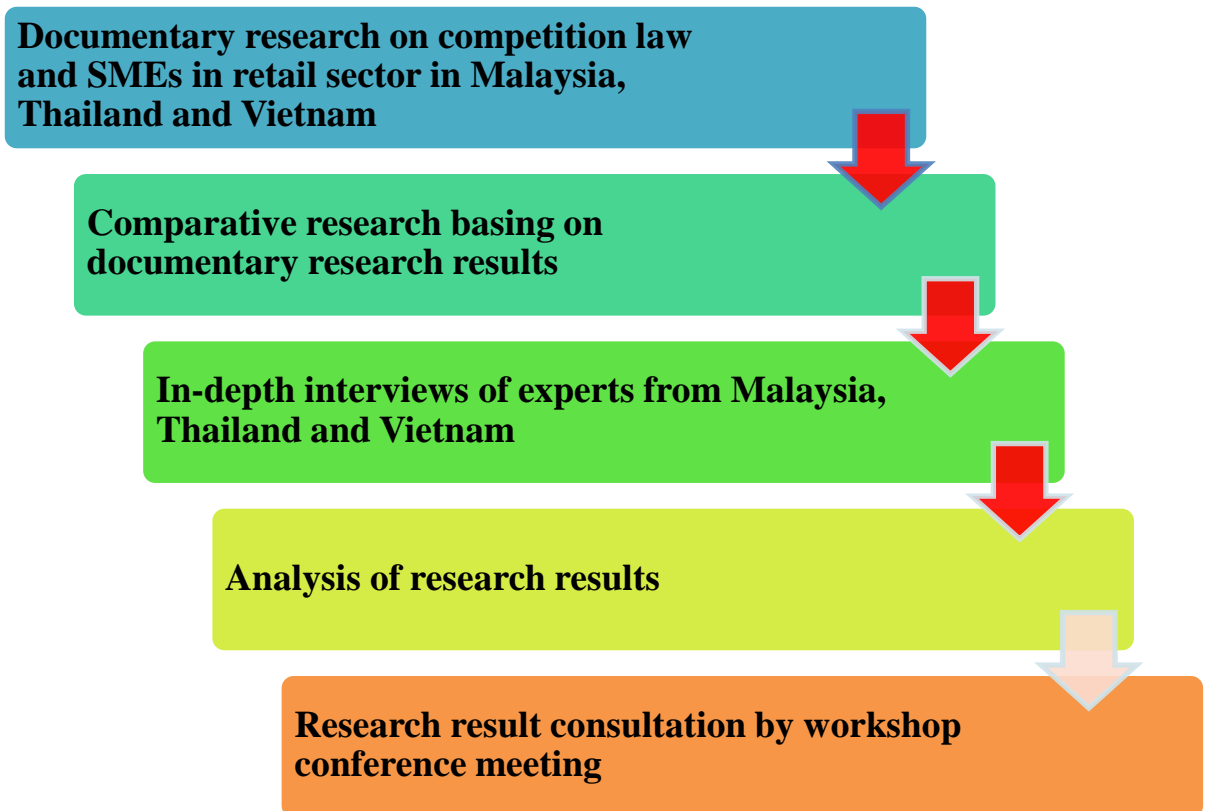 Documentary research on competition law
and SMEs in retail sector in Malaysia,
Thailand and Vietnam
Comparative research basing on
documentary research results
In-depth interviews of experts from Malaysia,
Thailand and Vietnam
Analysis of research results
Research result consultation by workshop
conference meeting